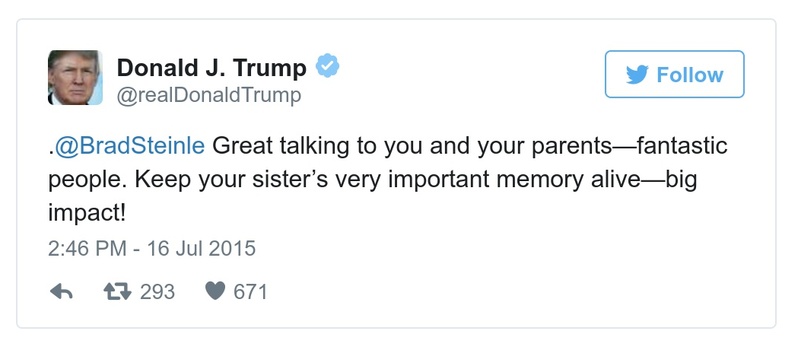 Donald J. Trump
@realDonaldTrump
Follow
.@BradSteinle Great talking to you and your parents—fantastic
people. Keep your sister’s very important memory alive—big
impact!
2:46 PM - 16 Jul 2015
293 671